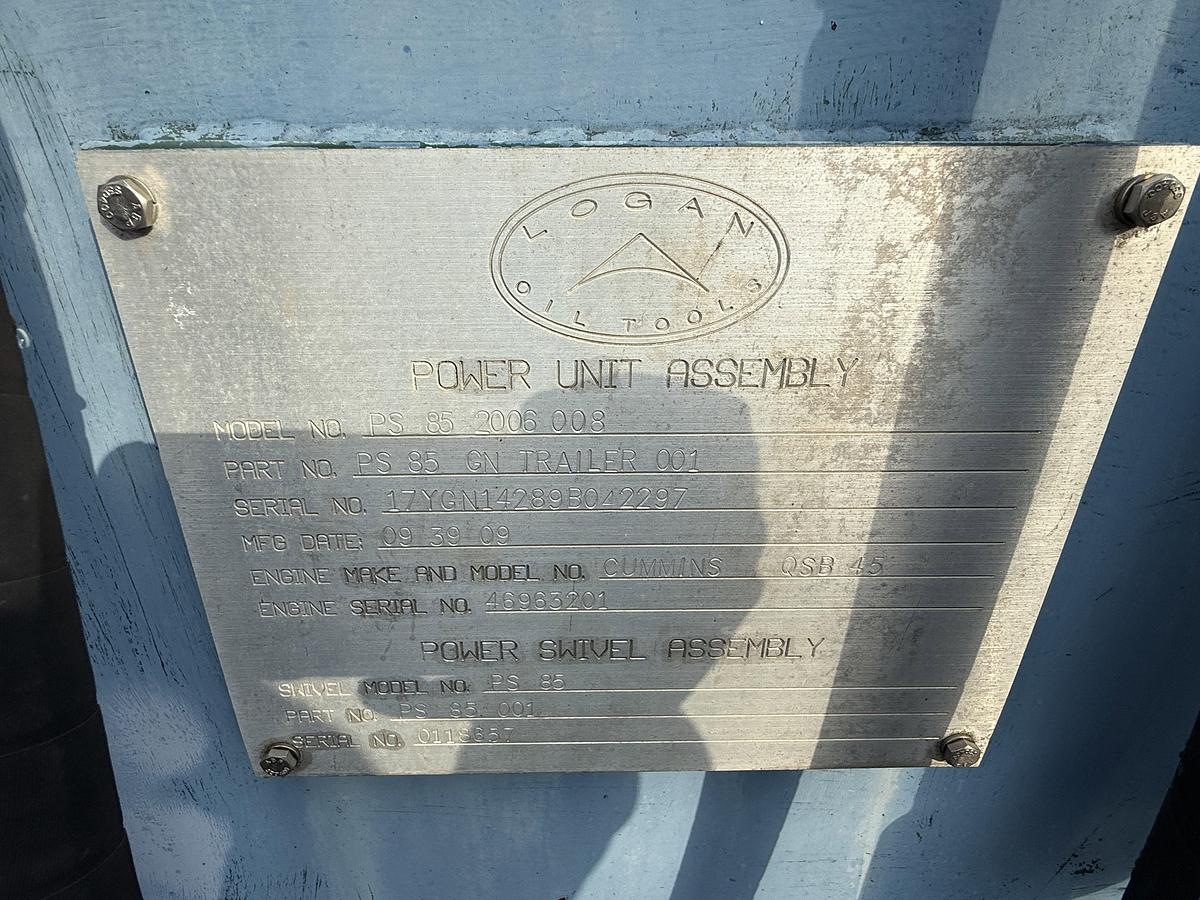 LOGAN
OIL TOOLS
POWER UNIT ASSEMBLY
MODEL NO. PS 85 2006 008
PART NO. PS 85 GN TRAILER 001
SERIAL NO. 17YGN14289B042297
MFG DATE: 09 39 09
ENGINE MAKE AND MODEL NO. CUMMINS QSB 45
ENGINE SERIAL NO. 46963201
POWER SWIVEL ASSEMBLY
SWIVEL MODEL NO. PS 85
PART NO. PS 85 001
SERIAL NO. 0118657